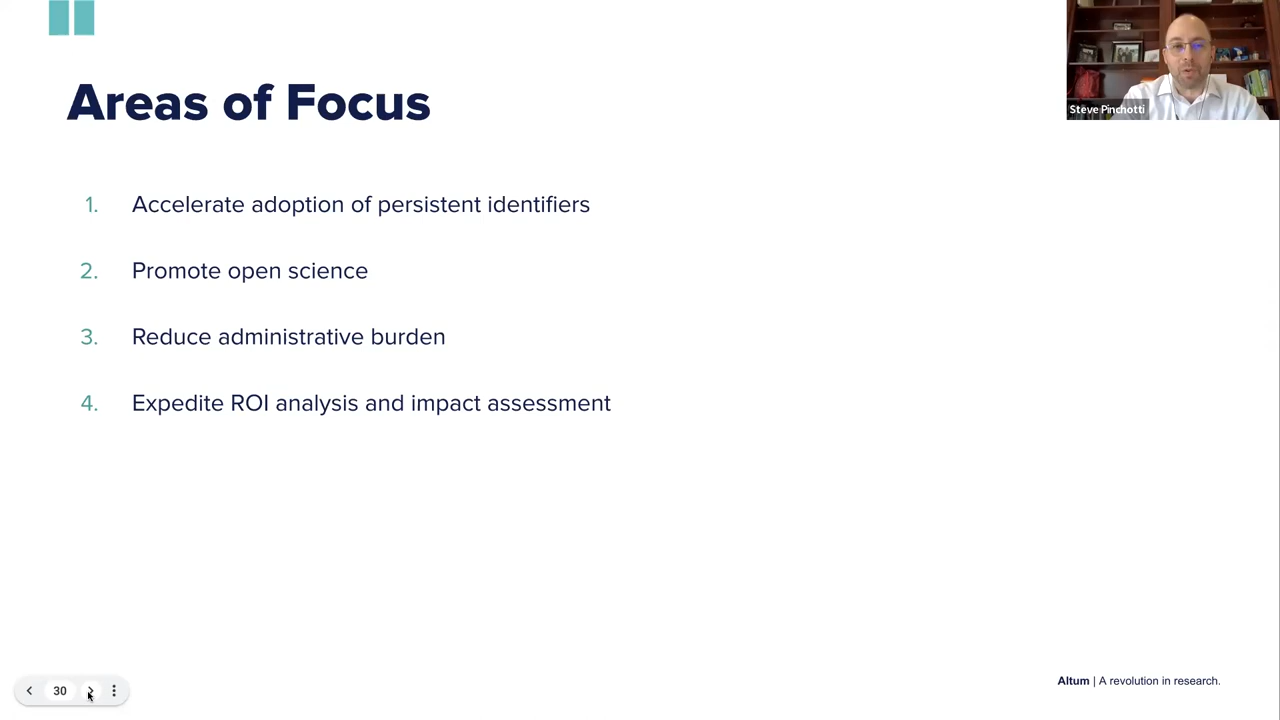 Areas of Focus
1. Accelerate adoption of persistent identifiers
2. Promote open science
3. Reduce administrative burden
4. Expedite ROI analysis and impact assessment
Steve Pinchotti
30
Altum | A revolution in research.